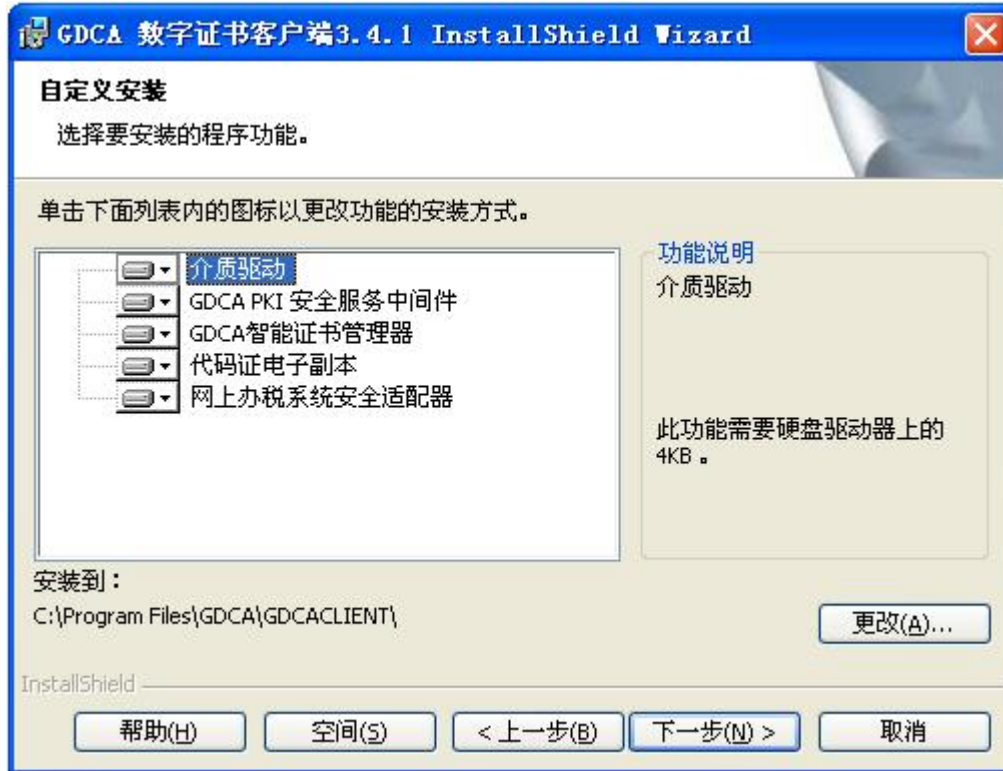 GDCA 数字证书客户端3.4.1 InstallShield Wizard
自定义安装
选择要安装的程序功能。
单击下面列表内的图标以更改功能的安装方式。
介质驱动
GDCA PKI 安全服务中间件
GDCA智能证书管理器
代码证电子副本
网上办税系统安全适配器
功能说明
介质驱动
此功能需要硬盘驱动器上的
4KB。
安装到：
C:\Program Files\GDCA\GDCACLIENT\
更改(A)...
InstallShield
帮助(H)
空间(S)
< 上一步(B)
下一步(N) >
取消